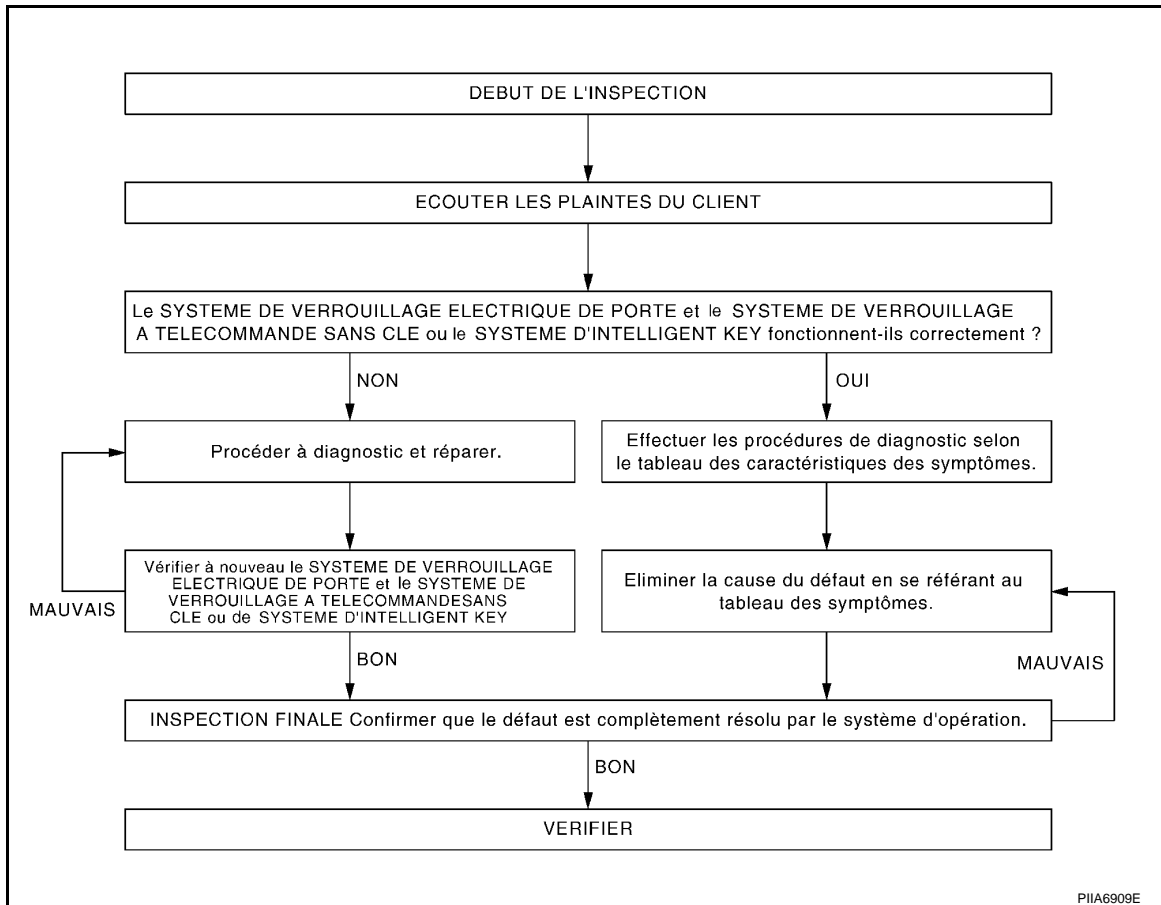 DEBUT DE L'INSPECTION
ECOUTER LES PLAINTES DU CLIENT
Le SYSTEME DE VERROUILLAGE ELECTRIQUE DE PORTE et le SYSTEME DE VERROUILLAGE
A TELECOMMANDE SANS CLE ou le SYSTEME D'INTELLIGENT KEY fonctionnent-ils correctement ?
NON
OUI
Procéder à diagnostic et réparer.
Effectuer les procédures de diagnostic selon
le tableau des caractéristiques des symptômes.
Vérifier à nouveau le SYSTEME DE VERROUILLAGE
ELECTRIQUE DE PORTE et le SYSTEME DE
VERROUILLAGE A TELECOMMANDESANS
CLE ou de SYSTEME D'INTELLIGENT KEY
Eliminer la cause du défaut en se référant au
tableau des symptômes.
MAUVAIS
BON
MAUVAIS
INSPECTION FINALE Confirmer que le défaut est complètement résolu par le système d'opération.
BON
VERIFIER
PIIA6909E